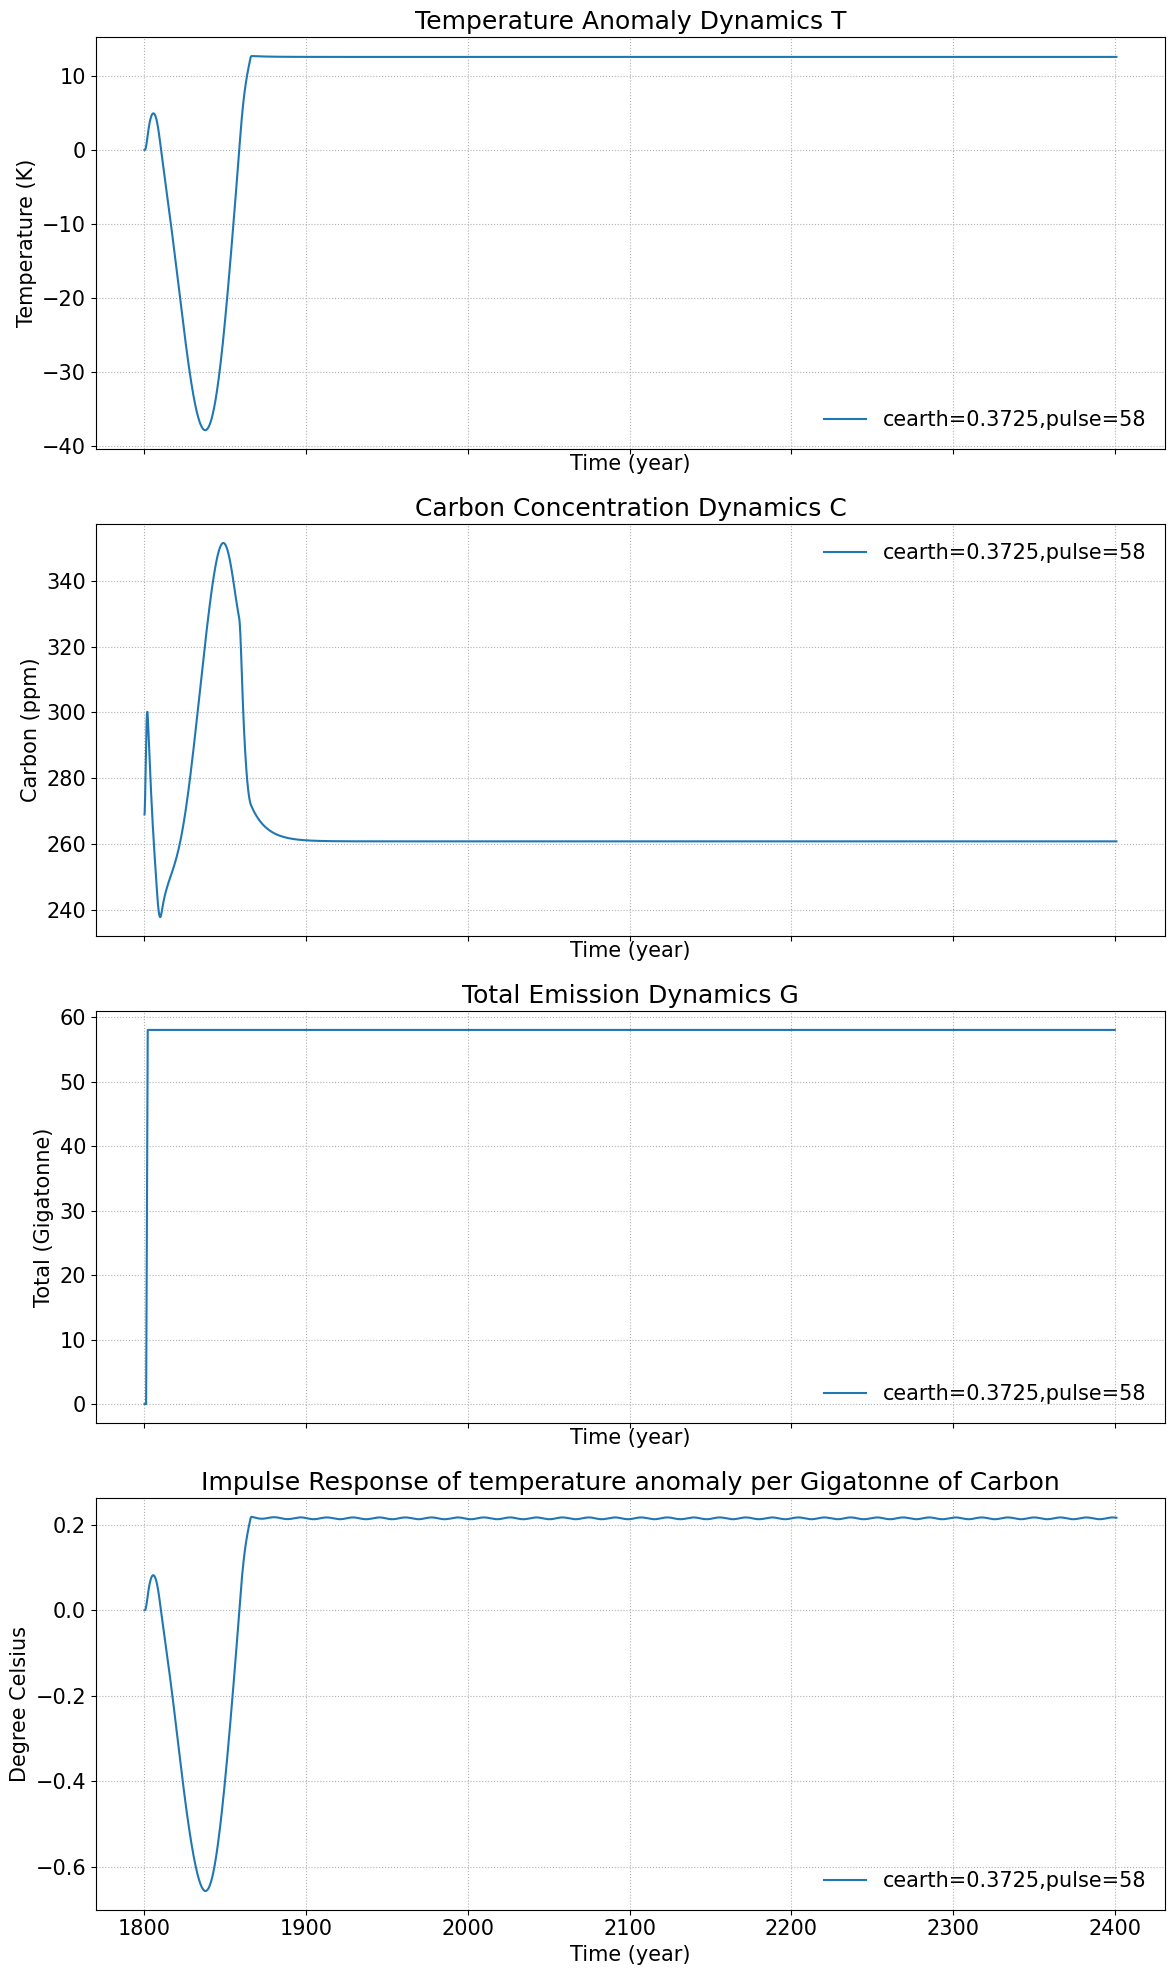 Temperature Anomaly Dynamics T
Temperature (K)
10
0
−10
−20
−30
−40
cearth=0.3725,pulse=58
Time (year)
Carbon Concentration Dynamics C
Carbon (ppm)
340
320
300
280
260
240
cearth=0.3725,pulse=58
Time (year)
Total Emission Dynamics G
Total (Gigatonne)
60
50
40
30
20
10
0
cearth=0.3725,pulse=58
Time (year)
Impulse Response of temperature anomaly per Gigatonne of Carbon
Degree Celsius
0.2
0.0
−0.2
−0.4
−0.6
cearth=0.3725,pulse=58
1800 1900 2000 2100 2200 2300 2400
Time (year)